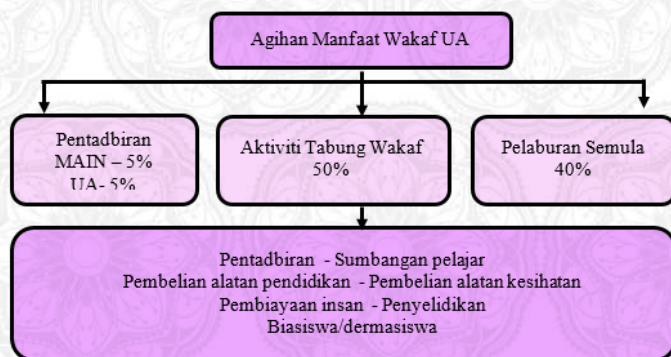 Agihan Manfaat Wakaf UA
Pentadbiran
MAIN – 5%
UA- 5%
Aktiviti Tabung Wakaf
50%
Pelaburan Semula
40%
Pentadbiran - Sumbangan pelajar
Pembelian alatan pendidikan - Pembelian alatan kesihatan
Pembiayaan insan - Penyelidikan
Biasiswa/dermasiswa